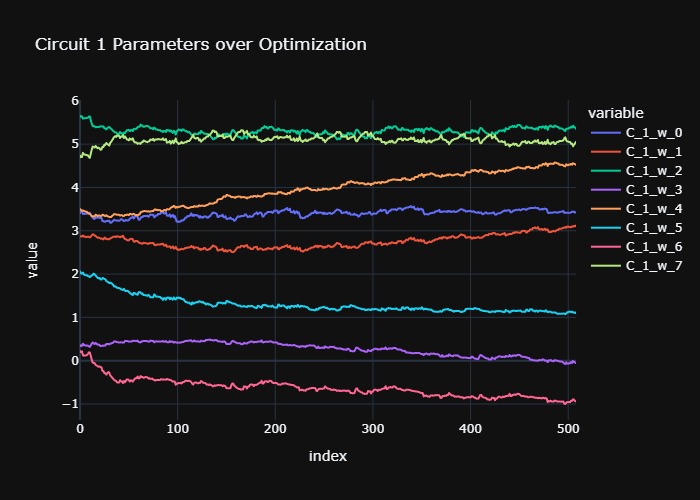 Circuit 1 Parameters over Optimization
6
5
4
3
2
1
0
−1
value
0 100 200 300 400 500
index
variable
C_1_w_0
C_1_w_1
C_1_w_2
C_1_w_3
C_1_w_4
C_1_w_5
C_1_w_6
C_1_w_7